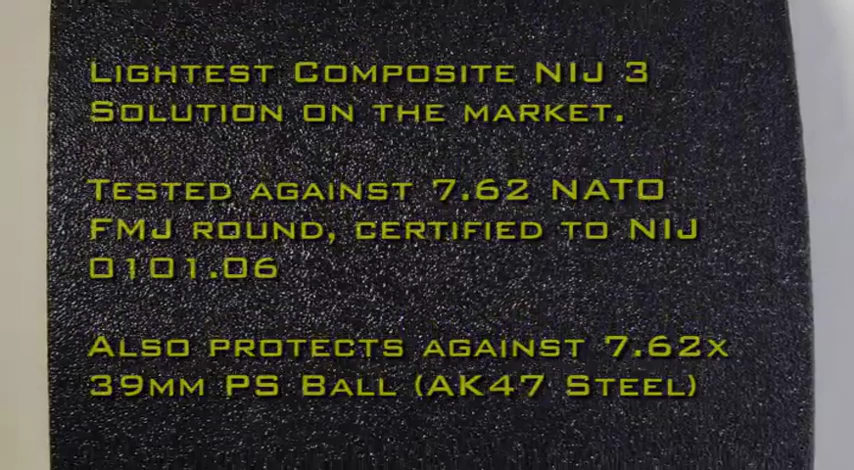 Lightest Composite NIJ 3
Solution on the market.
Tested against 7.62 NATO
FMJ round, certified to NIJ
0101.06
Also protects against 7.62x
39mm PS Ball (AK47 Steel)